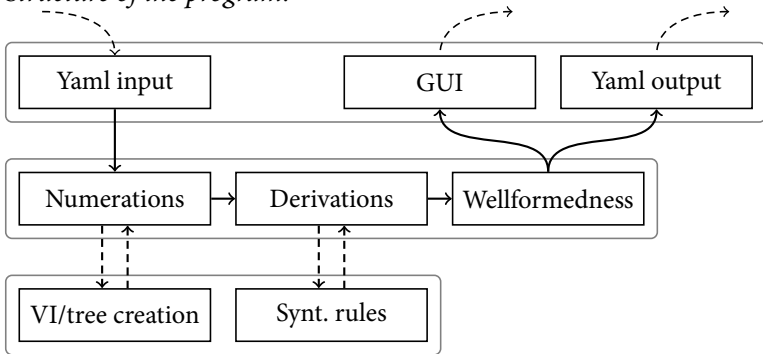 Structure of the program:
Yaml input
GUI
Yaml output
Numerations
Derivations
Wellformedness
VI/tree creation
Synt. rules